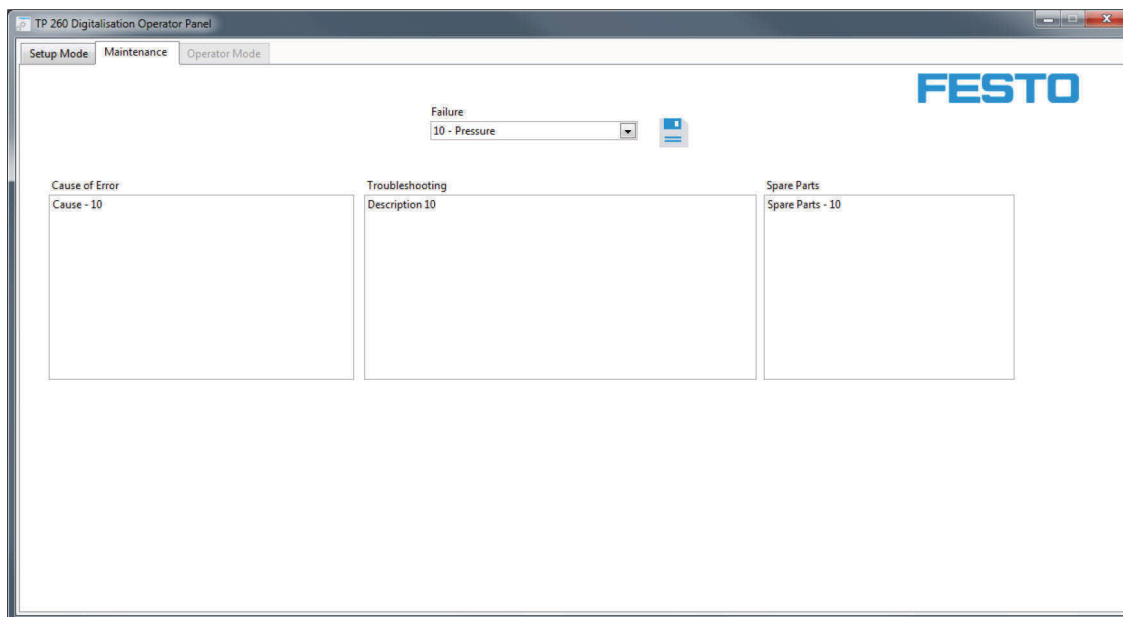 TP 260 Digitalisation Operator Panel
Setup Mode Maintenance Operator Mode
FESTO
Failure
10 - Pressure
Cause of Error Troubleshooting Spare Parts
Cause - 10 Description 10 Spare Parts - 10